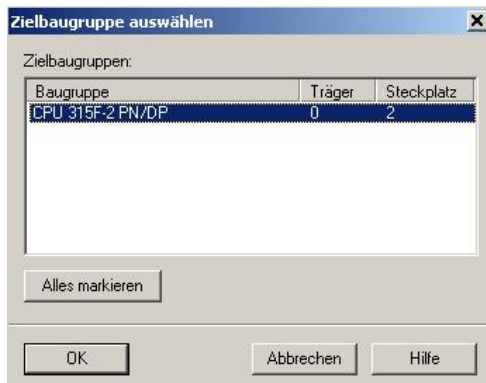 Zielbaugruppe auswählen
Zielbaugruppen:
Baugruppe Träger Steckplatz
CPU 315F-2 PN/DP 0 2
Alles markieren
OK Abbrechen Hilfe